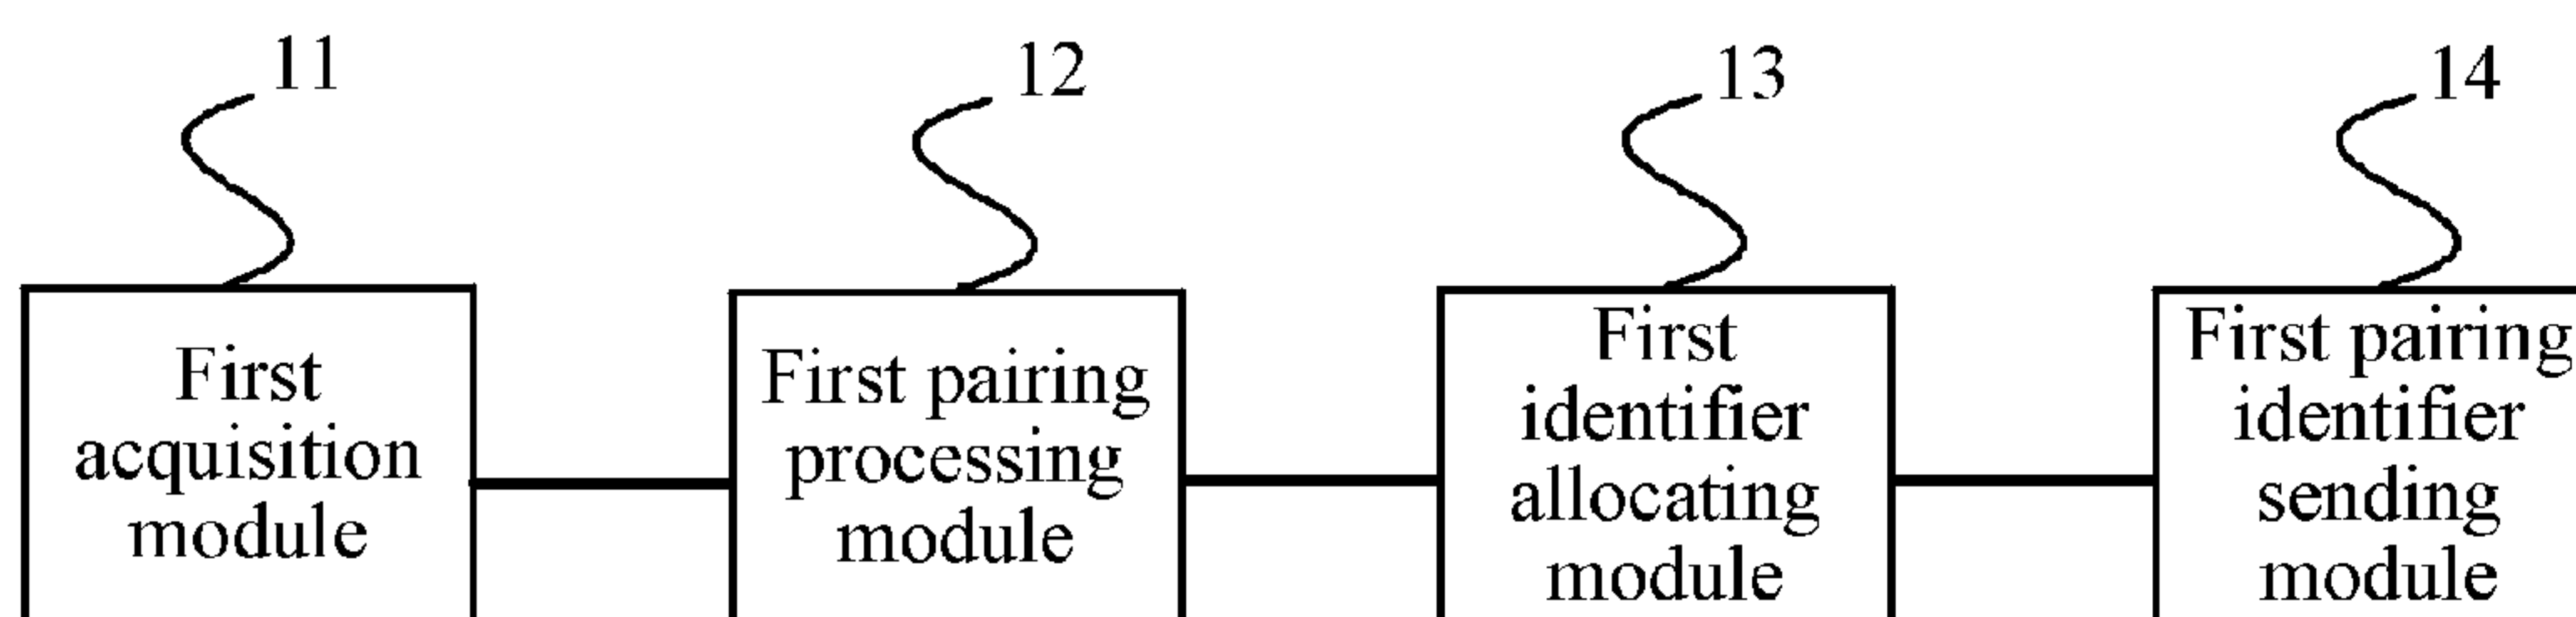 11
12
13
14
First
acquisition
module
First pairing
processing
module
First
identifier
allocating
module
First pairing
identifier
sending
module